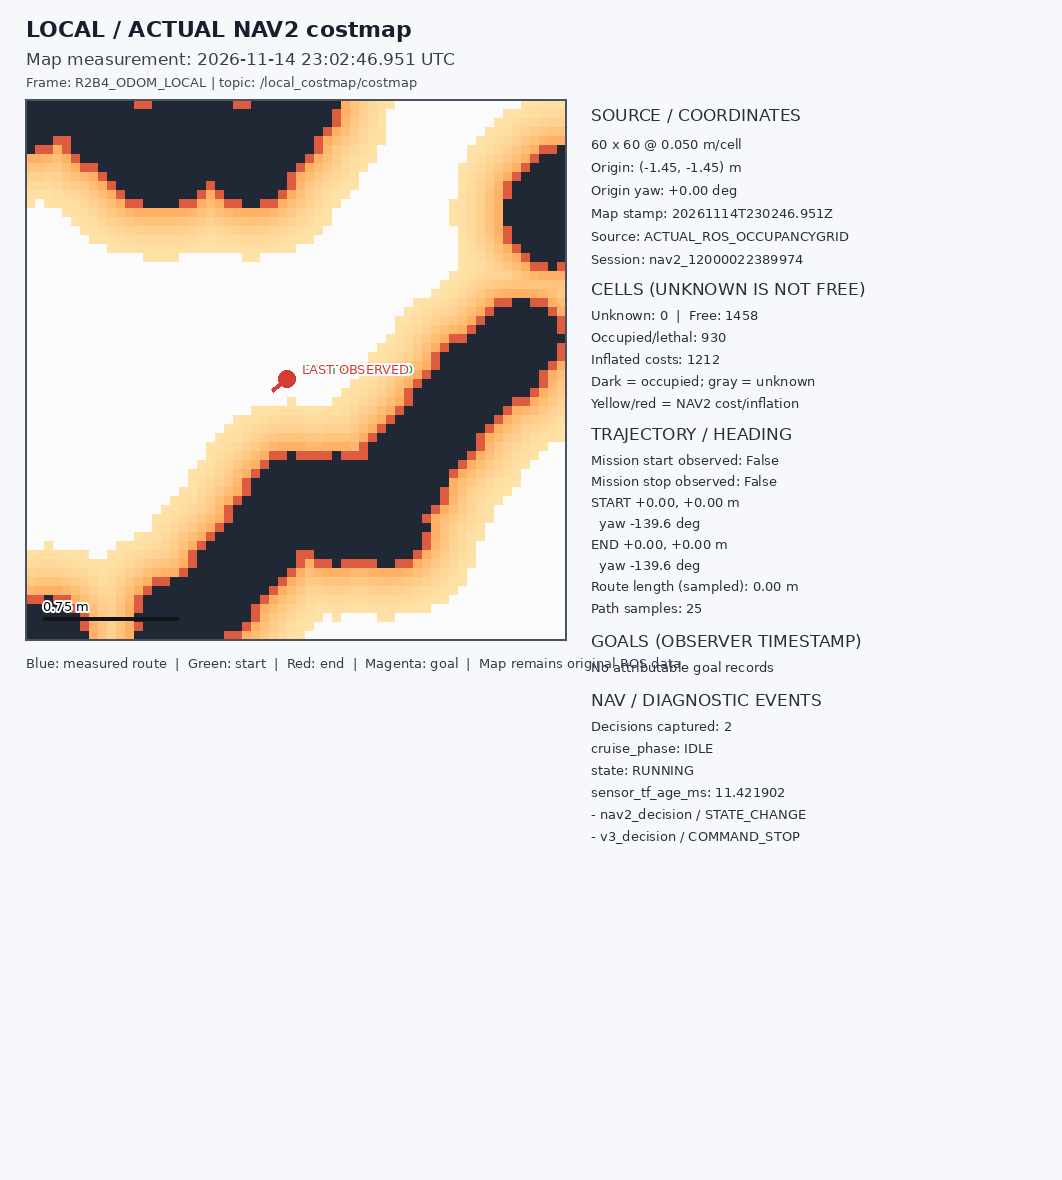 LOCAL / ACTUAL NAV2 costmap
Map measurement: 2026-11-14 23:02:46.951 UTC
Frame: R2B4_ODOM_LOCAL | topic: /local_costmap/costmap
LAST OBSERVED
0.75 m
Blue: measured route | Green: start | Red: end | Magenta: goal | Map remains original ROS data
SOURCE / COORDINATES
60 x 60 @ 0.050 m/cell
Origin: (-1.45, -1.45) m
Origin yaw: +0.00 deg
Map stamp: 20261114T230246.951Z
Source: ACTUAL_ROS_OCCUPANCYGRID
Session: nav2_12000022389974
CELLS (UNKNOWN IS NOT FREE)
Unknown: 0 | Free: 1458
Occupied/lethal: 930
Inflated costs: 1212
Dark = occupied; gray = unknown
Yellow/red = NAV2 cost/inflation
TRAJECTORY / HEADING
Mission start observed: False
Mission stop observed: False
START +0.00, +0.00 m
yaw -139.6 deg
END +0.00, +0.00 m
yaw -139.6 deg
Route length (sampled): 0.00 m
Path samples: 25
GOALS (OBSERVER TIMESTAMP)
No attributable goal records
NAV / DIAGNOSTIC EVENTS
Decisions captured: 2
cruise_phase: IDLE
state: RUNNING
sensor_tf_age_ms: 11.421902
- nav2_decision / STATE_CHANGE
- v3_decision / COMMAND_STOP